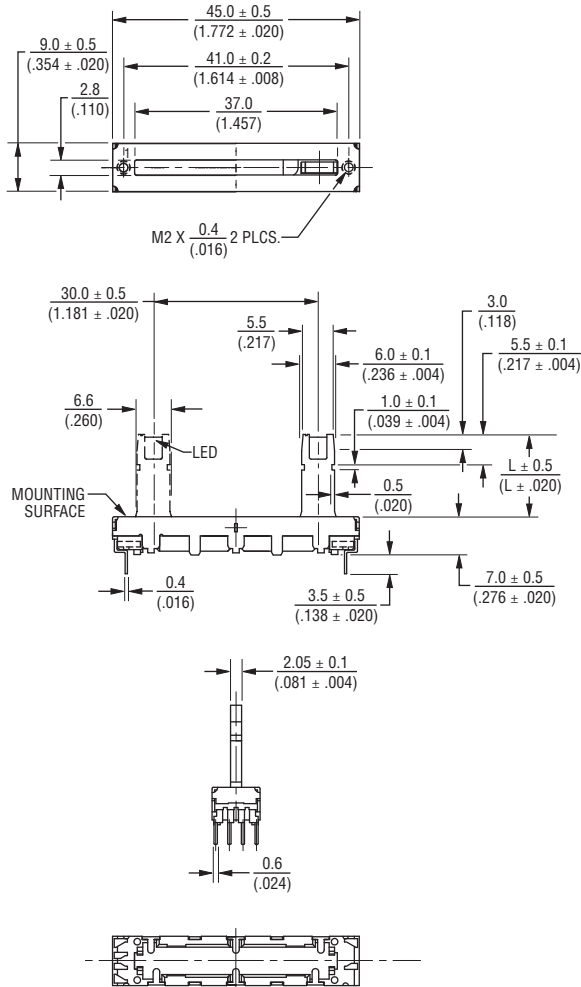 45.0 ± 0.5
(1.772 ± .020)
9.0 ± 0.5
(.354 ± .020)
41.0 ± 0.2
(1.614 ± .008)
2.8
(.110)
37.0
(1.457)
M2 X 0.4 2 PLCS.
(.016)
30.0 ± 0.5
(1.181 ± .020)
3.0
(.118)
5.5
(.217)
5.5 ± 0.1
(.217 ± .004)
6.0 ± 0.1
(.236 ± .004)
6.6
(.260)
1.0 ± 0.1
(.039 ± .004)
LED
L ± 0.5
(L ± .020)
MOUNTING
SURFACE
0.5
(.020)
0.4
(.016)
3.5 ± 0.5
(.138 ± .020)
7.0 ± 0.5
(.276 ± .020)
2.05 ± 0.1
(.081 ± .004)
0.6
(.024)